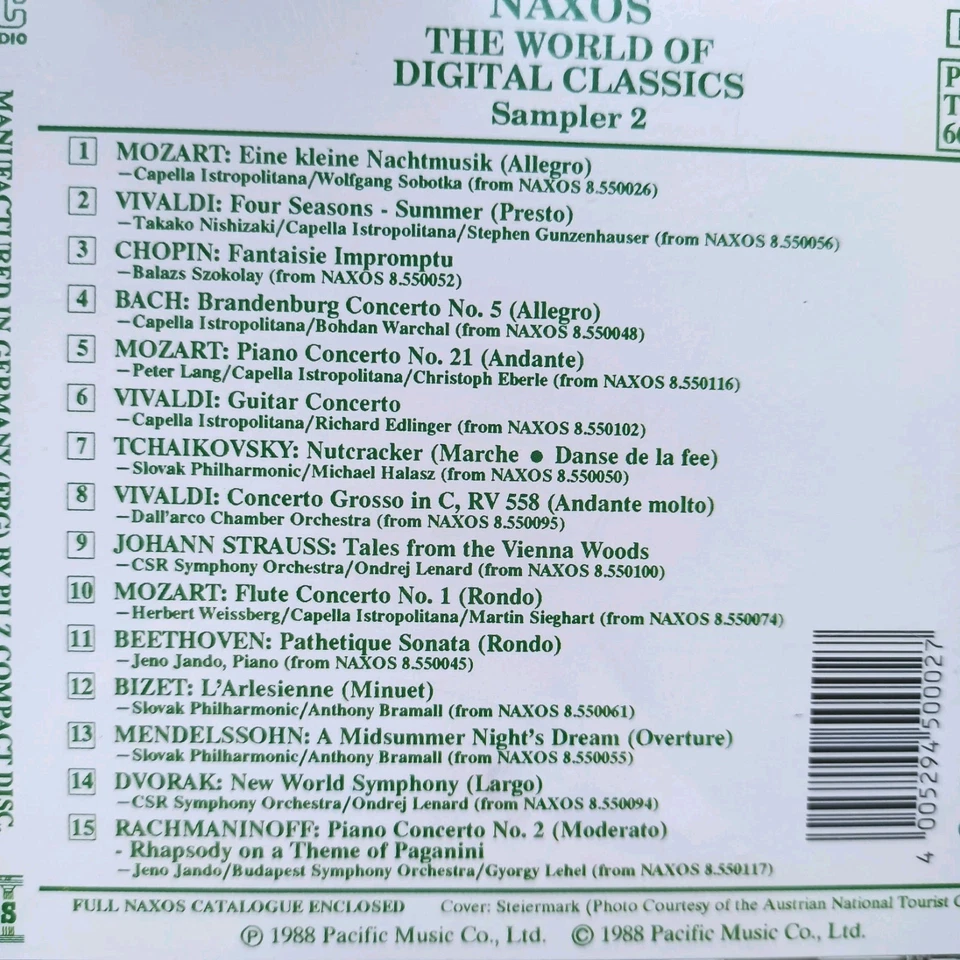 NAXOS
THE WORLD OF
DIGITAL CLASSICS
Sampler 2
1 MOZART: Eine kleine Nachtmusik (Allegro)
—Capella Istropolitana/Wolfgang Sobotka (from NAXOS 8.550026)
2 VIVALDI: Four Seasons - Summer (Presto)
—Takako Nishizaki/Capella Istropolitana/Stephen Gunzenhauser (from NAXOS 8.550056)
3 CHOPIN: Fantaisie Impromptu
—Balazs Szokolay (from NAXOS 8.550052)
4 BACH: Brandenburg Concerto No. 5 (Allegro)
—Capella Istropolitana/Bohdan Warchal (from NAXOS 8.550048)
5 MOZART: Piano Concerto No. 21 (Andante)
—Peter Lang/Capella Istropolitana/Christoph Eberle (from NAXOS 8.550116)
6 VIVALDI: Guitar Concerto
—Capella Istropolitana/Richard Edlinger (from NAXOS 8.550102)
7 TCHAIKOVSKY: Nutcracker (Marche ● Danse de la fee)
—Slovak Philharmonic/Michael Halasz (from NAXOS 8.550050)
8 VIVALDI: Concerto Grosso in C, RV 558 (Andante molto)
—Dall'arco Chamber Orchestra (from NAXOS 8.550095)
9 JOHANN STRAUSS: Tales from the Vienna Woods
—CSR Symphony Orchestra/Ondrej Lenard (from NAXOS 8.550100)
10 MOZART: Flute Concerto No. 1 (Rondo)
—Herbert Weissberg/Capella Istropolitana/Martin Sieghart (from NAXOS 8.550074)
11 BEETHOVEN: Pathetique Sonata (Rondo)
—Jeno Jando, Piano (from NAXOS 8.550045)
12 BIZET: L'Arlesienne (Minuet)
—Slovak Philharmonic/Anthony Bramall (from NAXOS 8.550061)
13 MENDELSSOHN: A Midsummer Night's Dream (Overture)
—Slovak Philharmonic/Anthony Bramall (from NAXOS 8.550055)
14 DVORAK: New World Symphony (Largo)
—CSR Symphony Orchestra/Ondrej Lenard (from NAXOS 8.550094)
15 RACHMANINOFF: Piano Concerto No. 2 (Moderato)
- Rhapsody on a Theme of Paganini
—Jeno Jando/Budapest Symphony Orchestra/Gyorgy Lehel (from NAXOS 8.550117)
FULL NAXOS CATALOGUE ENCLOSED Cover: Steiermark (Photo Courtesy of the Austrian National Tourist
Ⓟ 1988 Pacific Music Co., Ltd. © 1988 Pacific Music Co., Ltd.
MANUFACTURED IN GERMANY (FRG) BY PILZ COMPACT DISC.
4 005294 500027